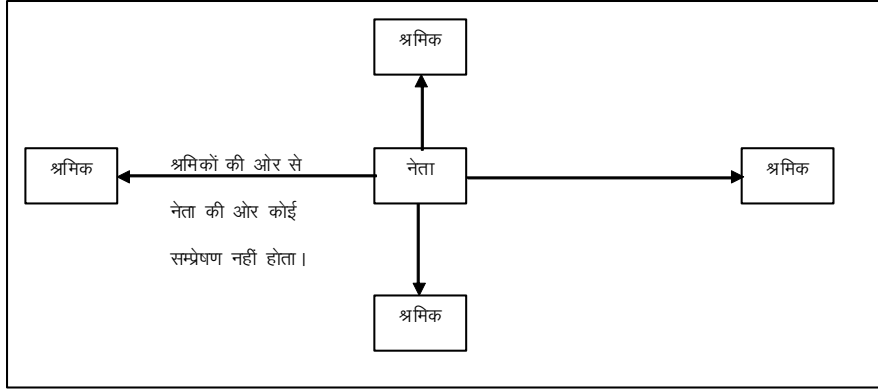 श्रमिक
श्रमिक
श्रमिकों की ओर से
नेता
श्रमिक
नेता की ओर कोई
सम्प्रेषण नहीं होता।
श्रमिक